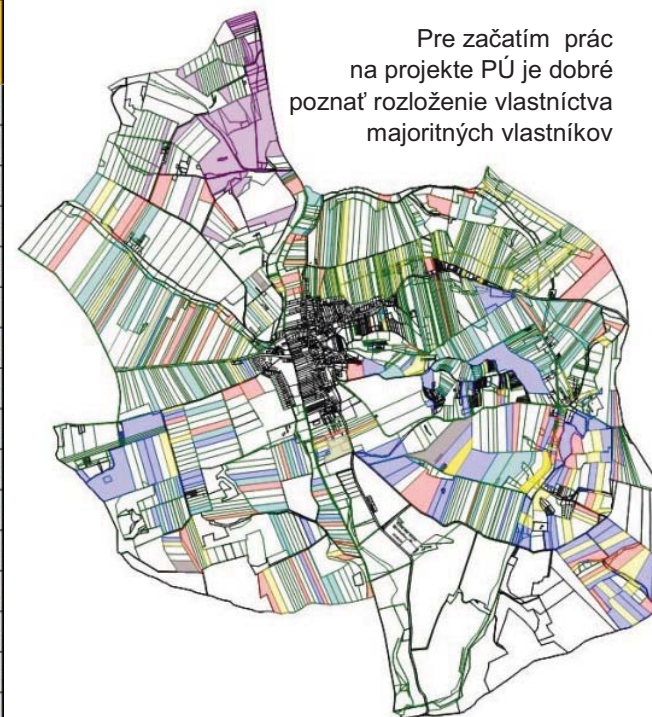 Pre začatím prác
na projekte PÚ je dobré
poznať rozloženie vlastníctva
majoritných vlastníkov